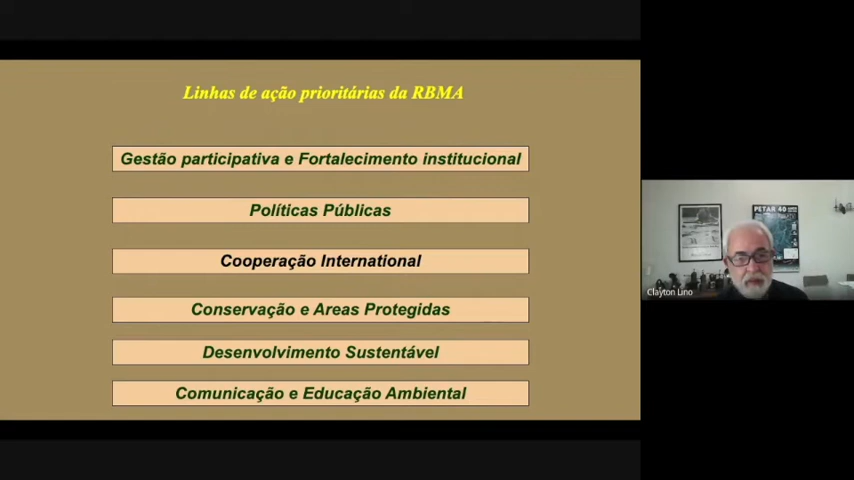 Linhas de ação prioritárias da RBMA
Gestão participativa e Fortalecimento institucional
Políticas Públicas
Cooperação International
Conservação e Areas Protegidas
Desenvolvimento Sustentável
Comunicação e Educação Ambiental
PETAR 40
Clayton Lino